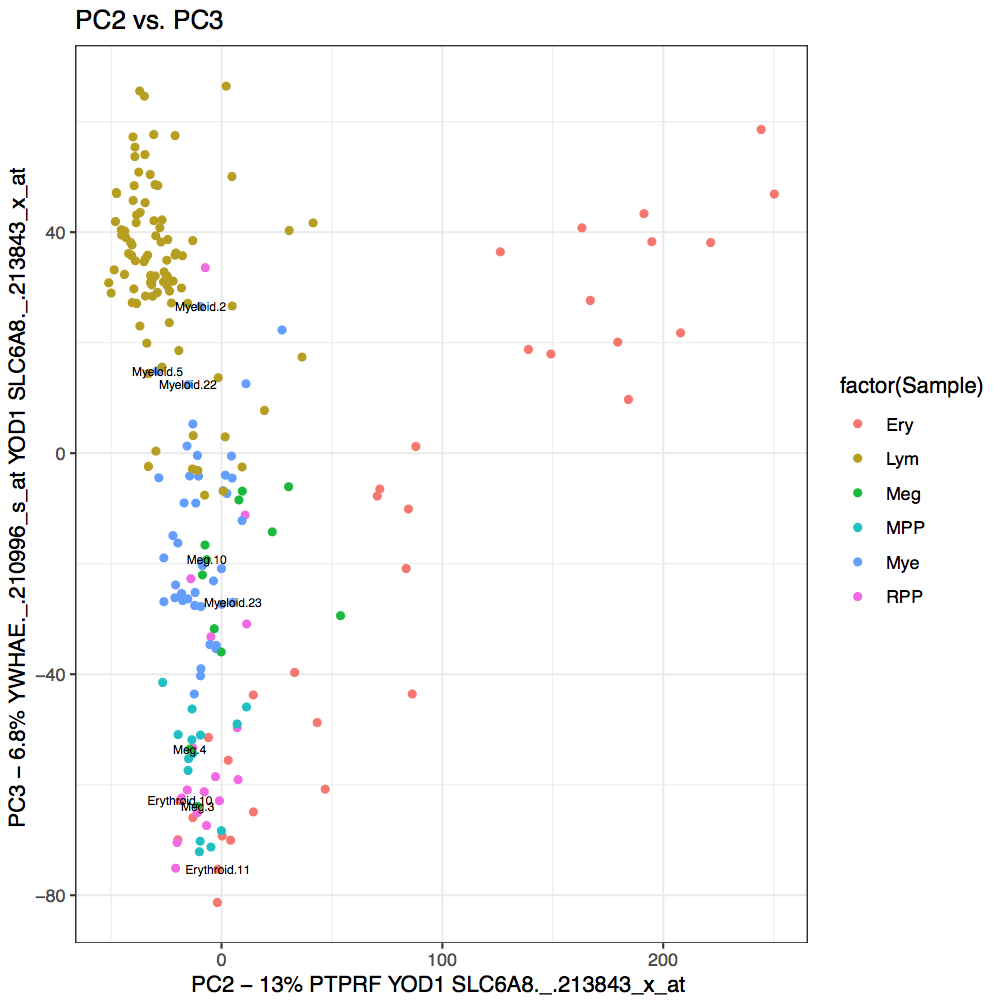 PC2 vs. PC3
PC3 − 6.8% YWHAE._.210996_s_at YOD1 SLC6A8._.213843_x_at
40
0
−40
−80
Myeloid.2
Myeloid.5
Myeloid.22
Meg.10
Myeloid.23
Meg.4
Erythroid.10
Meg.3
Erythroid.11
0
100
200
PC2 − 13% PTPRF YOD1 SLC6A8._.213843_x_at
factor(Sample)
Ery
Lym
Meg
MPP
Mye
RPP